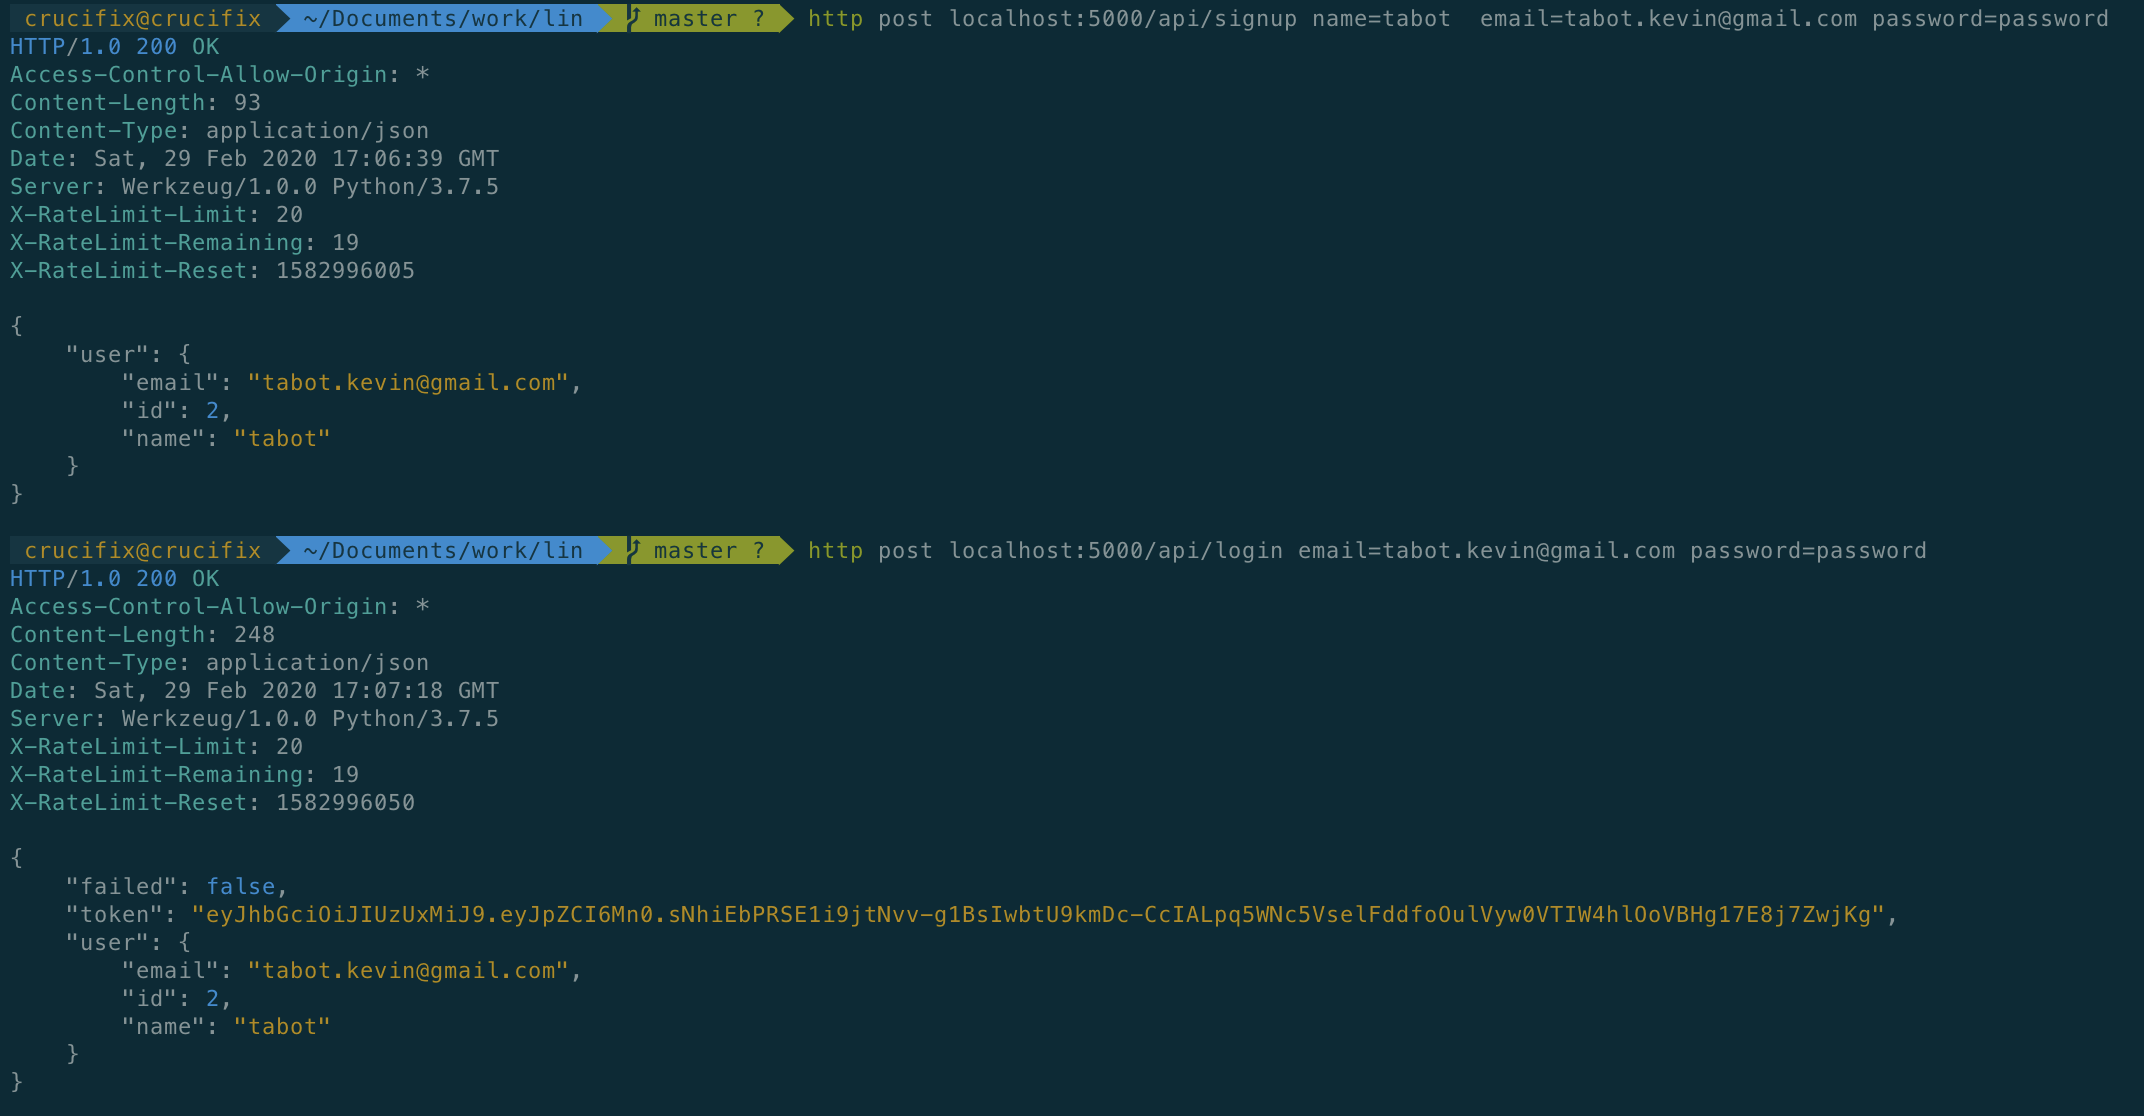 crucifix@crucifix ~/Documents/work/lin master ? http post localhost:5000/api/signup name=tabot  email=tabot.kevin@gmail.com password=password
HTTP/1.0 200 OK
Access-Control-Allow-Origin: *
Content-Length: 93
Content-Type: application/json
Date: Sat, 29 Feb 2020 17:06:39 GMT
Server: Werkzeug/1.0.0 Python/3.7.5
X-RateLimit-Limit: 20
X-RateLimit-Remaining: 19
X-RateLimit-Reset: 1582996005
{
    "user": {
        "email": "tabot.kevin@gmail.com",
        "id": 2,
        "name": "tabot"
    }
}
crucifix@crucifix ~/Documents/work/lin master ? http post localhost:5000/api/login email=tabot.kevin@gmail.com password=password
HTTP/1.0 200 OK
Access-Control-Allow-Origin: *
Content-Length: 248
Content-Type: application/json
Date: Sat, 29 Feb 2020 17:07:18 GMT
Server: Werkzeug/1.0.0 Python/3.7.5
X-RateLimit-Limit: 20
X-RateLimit-Remaining: 19
X-RateLimit-Reset: 1582996050
{
    "failed": false,
    "token": "eyJhbGciOiJIUzUxMiJ9.eyJpZCI6Mn0.sNhiEbPRSE1i9jtNvv-g1BsIwbtU9kmDc-CcIALpq5WNc5VselFddfoOulVyw0VTIW4hlOoVBHg17E8j7ZwjKg",
    "user": {
        "email": "tabot.kevin@gmail.com",
        "id": 2,
        "name": "tabot"
    }
}